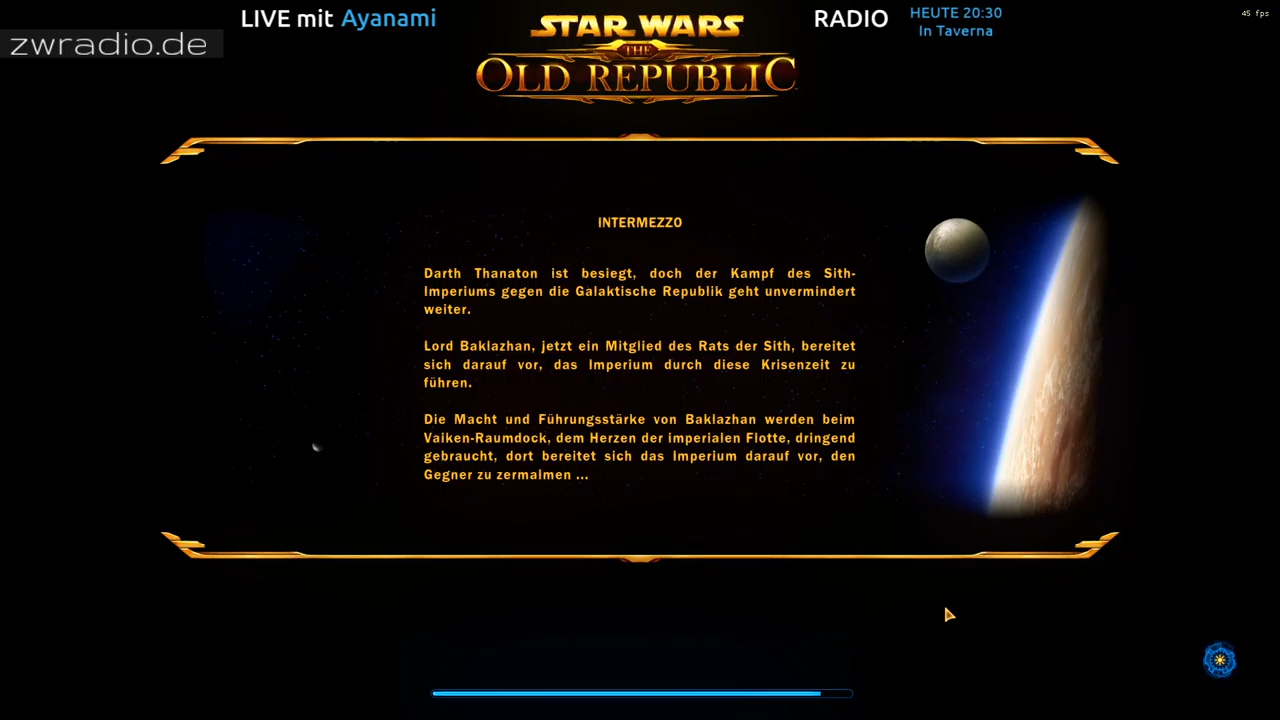 LIVE mit Ayanami
zwradio.de
STAR WARS
THE
OLD REPUBLIC
RADIO
HEUTE 20:30
In Taverna
45 fps
INTERMEZZO
Darth Thanaton ist besiegt, doch der Kampf des Sith-
Imperiums gegen die Galaktische Republik geht unvermindert
weiter.
Lord Baklazhan, jetzt ein Mitglied des Rats der Sith, bereitet
sich darauf vor, das Imperium durch diese Krisenzeit zu
führen.
Die Macht und Führungsstärke von Baklazhan werden beim
Vaiken-Raumdock, dem Herzen der imperialen Flotte, dringend
gebraucht, dort bereitet sich das Imperium darauf vor, den
Gegner zu zermalmen ...